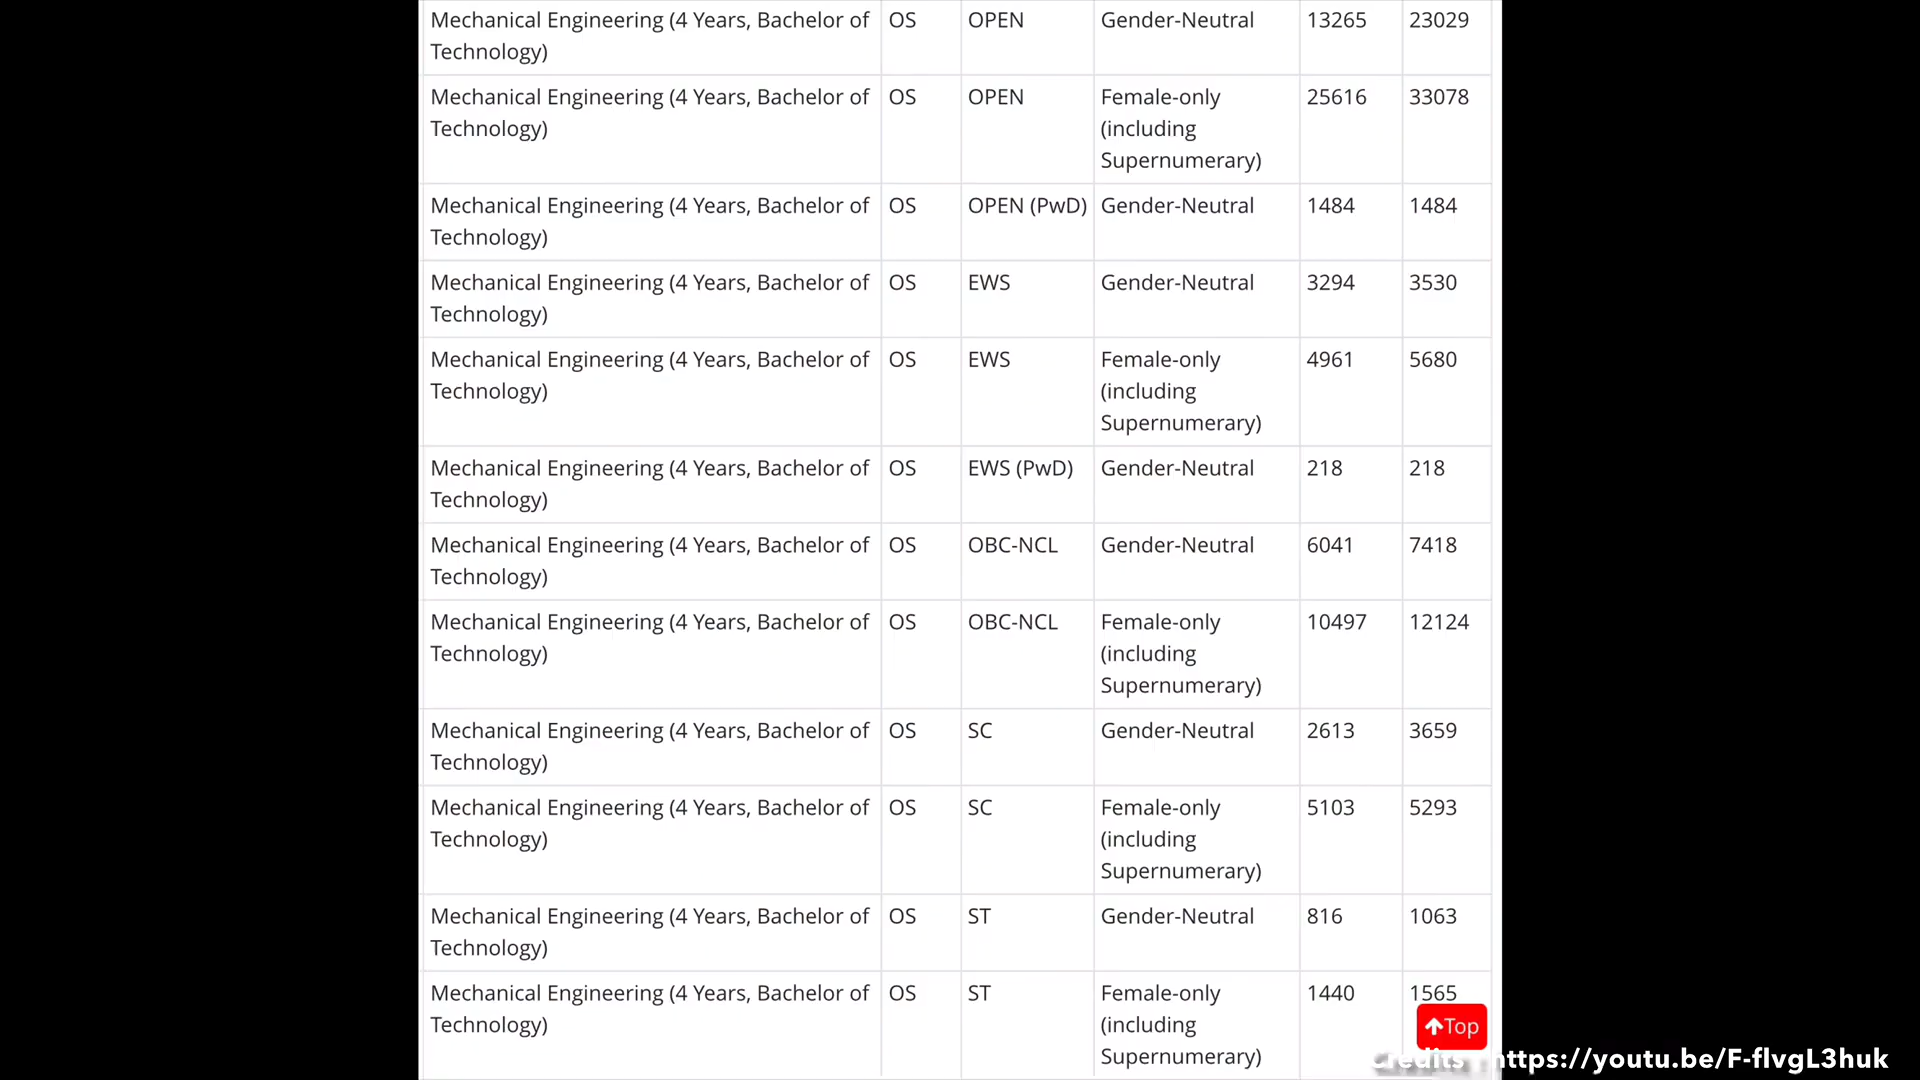 Mechanical Engineering (4 Years, Bachelor of OS OPEN Gender-Neutral 13265 23029
Technology)
Mechanical Engineering (4 Years, Bachelor of OS OPEN Female-only 25616 33078
Technology) (including
Supernumerary)
Mechanical Engineering (4 Years, Bachelor of OS OPEN (PwD) Gender-Neutral 1484 1484
Technology)
Mechanical Engineering (4 Years, Bachelor of OS EWS Gender-Neutral 3294 3530
Technology)
Mechanical Engineering (4 Years, Bachelor of OS EWS Female-only 4961 5680
Technology) (including
Supernumerary)
Mechanical Engineering (4 Years, Bachelor of OS EWS (PwD) Gender-Neutral 218 218
Technology)
Mechanical Engineering (4 Years, Bachelor of OS OBC-NCL Gender-Neutral 6041 7418
Technology)
Mechanical Engineering (4 Years, Bachelor of OS OBC-NCL Female-only 10497 12124
Technology) (including
Supernumerary)
Mechanical Engineering (4 Years, Bachelor of OS SC Gender-Neutral 2613 3659
Technology)
Mechanical Engineering (4 Years, Bachelor of OS SC Female-only 5103 5293
Technology) (including
Supernumerary)
Mechanical Engineering (4 Years, Bachelor of OS ST Gender-Neutral 816 1063
Technology)
Mechanical Engineering (4 Years, Bachelor of OS ST Female-only 1440 1565
Technology) (including
Supernumerary)
Top
Credits - https://youtu.be/F-flvgL3huk